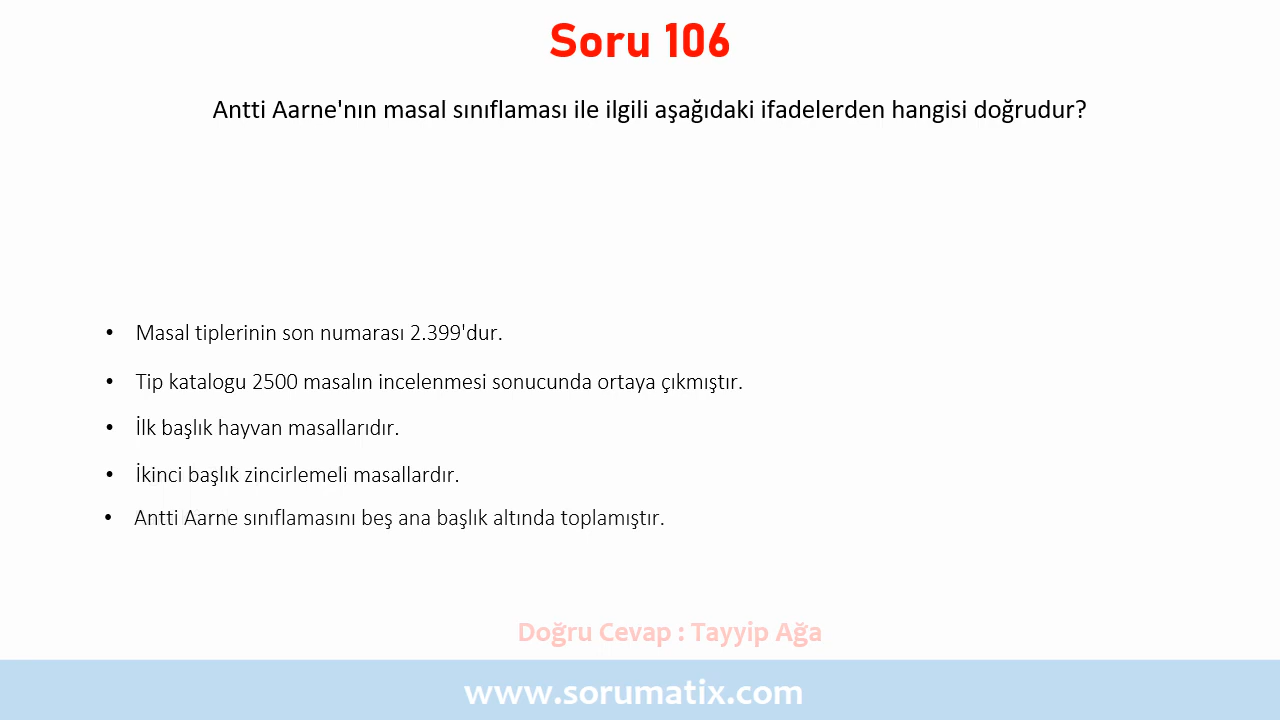 Soru 106
Antti Aarne'nın masal sınıflaması ile ilgili aşağıdaki ifadelerden hangisi doğrudur?
• Masal tiplerinin son numarası 2.399'dur.
• Tip katalogu 2500 masalın incelenmesi sonucunda ortaya çıkmıştır.
• İlk başlık hayvan masallarıdır.
• İkinci başlık zincirlemeli masallardır.
• Antti Aarne sınıflamasını beş ana başlık altında toplamıştır.
Doğru Cevap : Tayyip Ağa
www.sorumatix.com